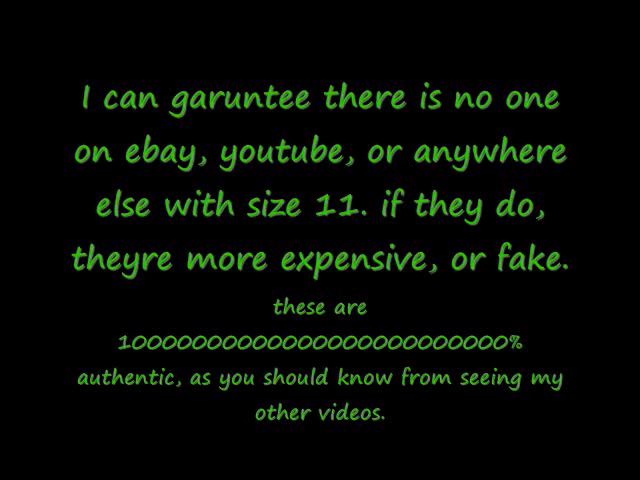 I can garuntee there is no one
on ebay, youtube, or anywhere
else with size 11. if they do,
theyre more expensive, or fake.
these are
10000000000000000000000000%
authentic, as you should know from seeing my
other videos.